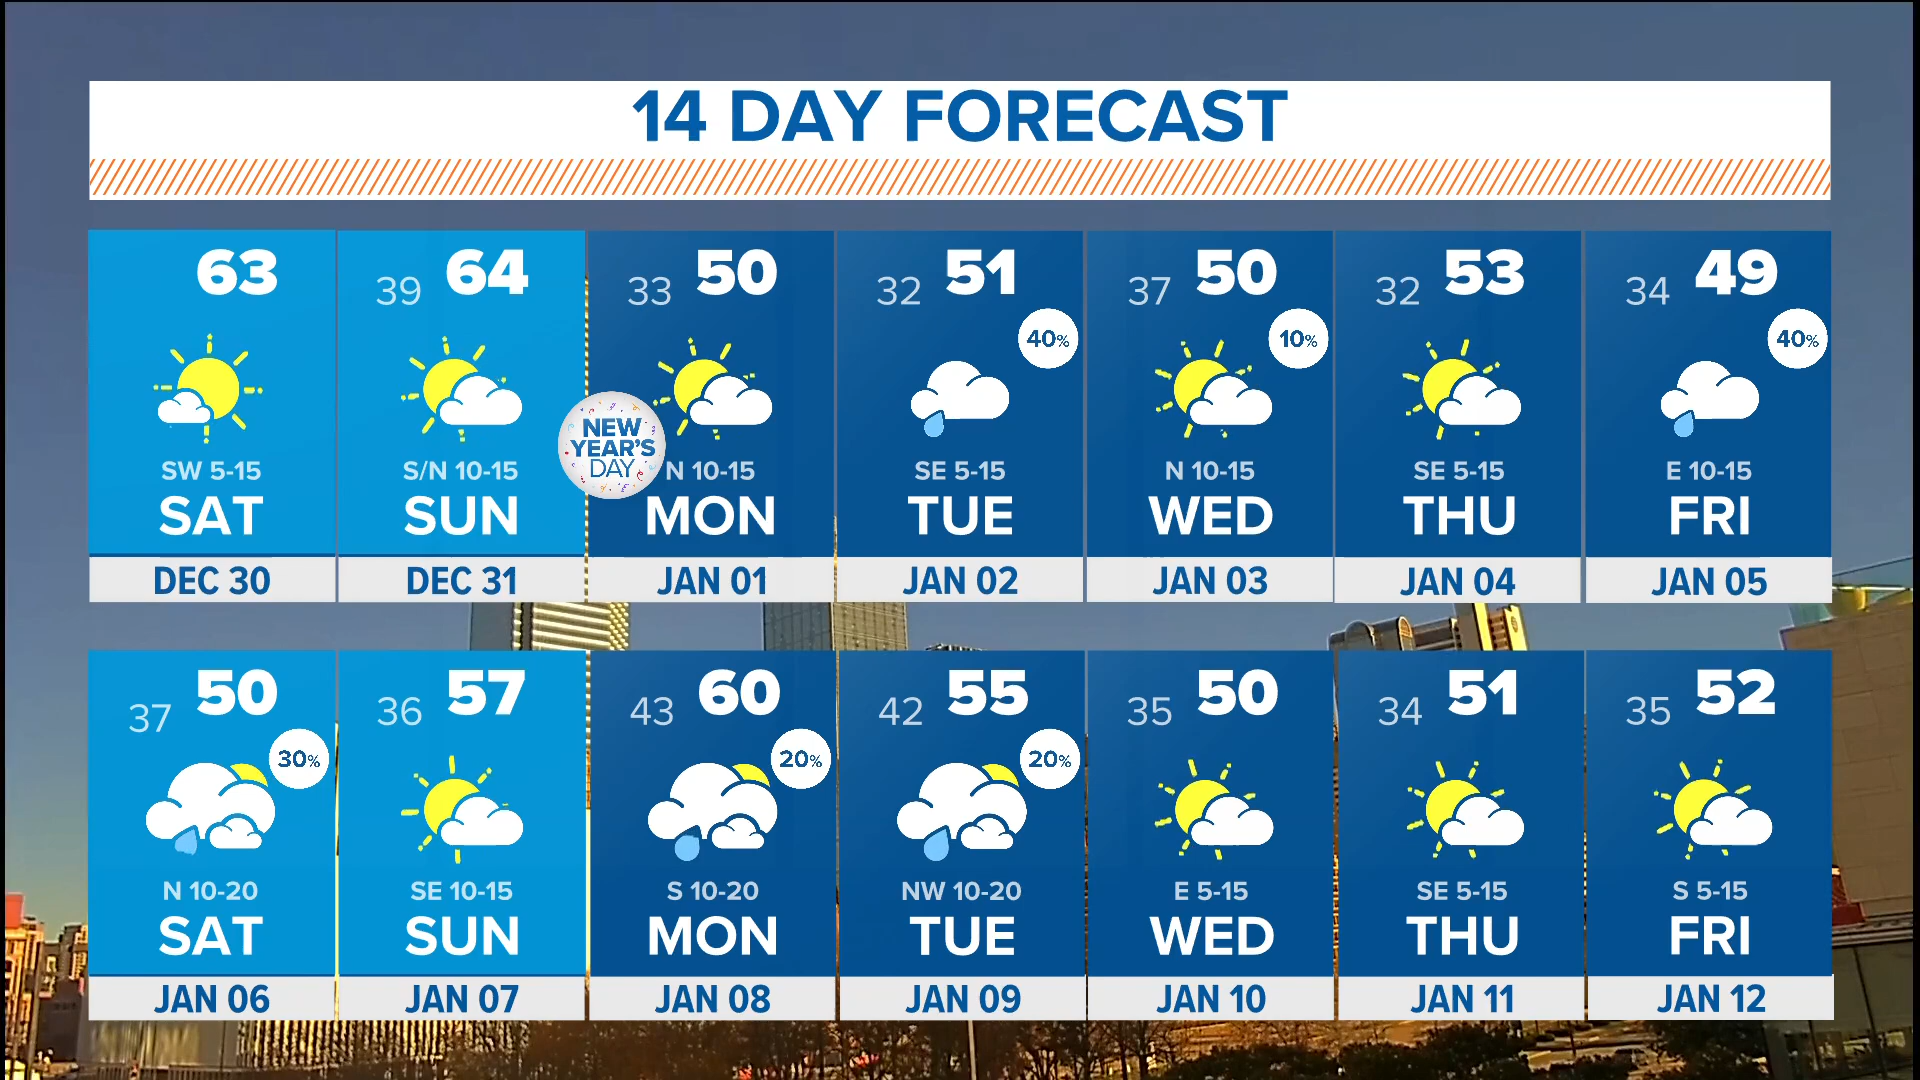 14 DAY FORECAST
63
SW 5-15
SAT
DEC 30
39 64
S/N 10-15
SUN
DEC 31
NEW
YEAR'S
DAY
33 50
N 10-15
MON
JAN 01
32 51
40%
SE 5-15
TUE
JAN 02
37 50
10%
N 10-15
WED
JAN 03
32 53
SE 5-15
THU
JAN 04
34 49
40%
E 10-15
FRI
JAN 05
37 50
30%
N 10-20
SAT
JAN 06
36 57
SE 10-15
SUN
JAN 07
43 60
20%
S 10-20
MON
JAN 08
42 55
20%
NW 10-20
TUE
JAN 09
35 50
E 5-15
WED
JAN 10
34 51
SE 5-15
THU
JAN 11
35 52
S 5-15
FRI
JAN 12